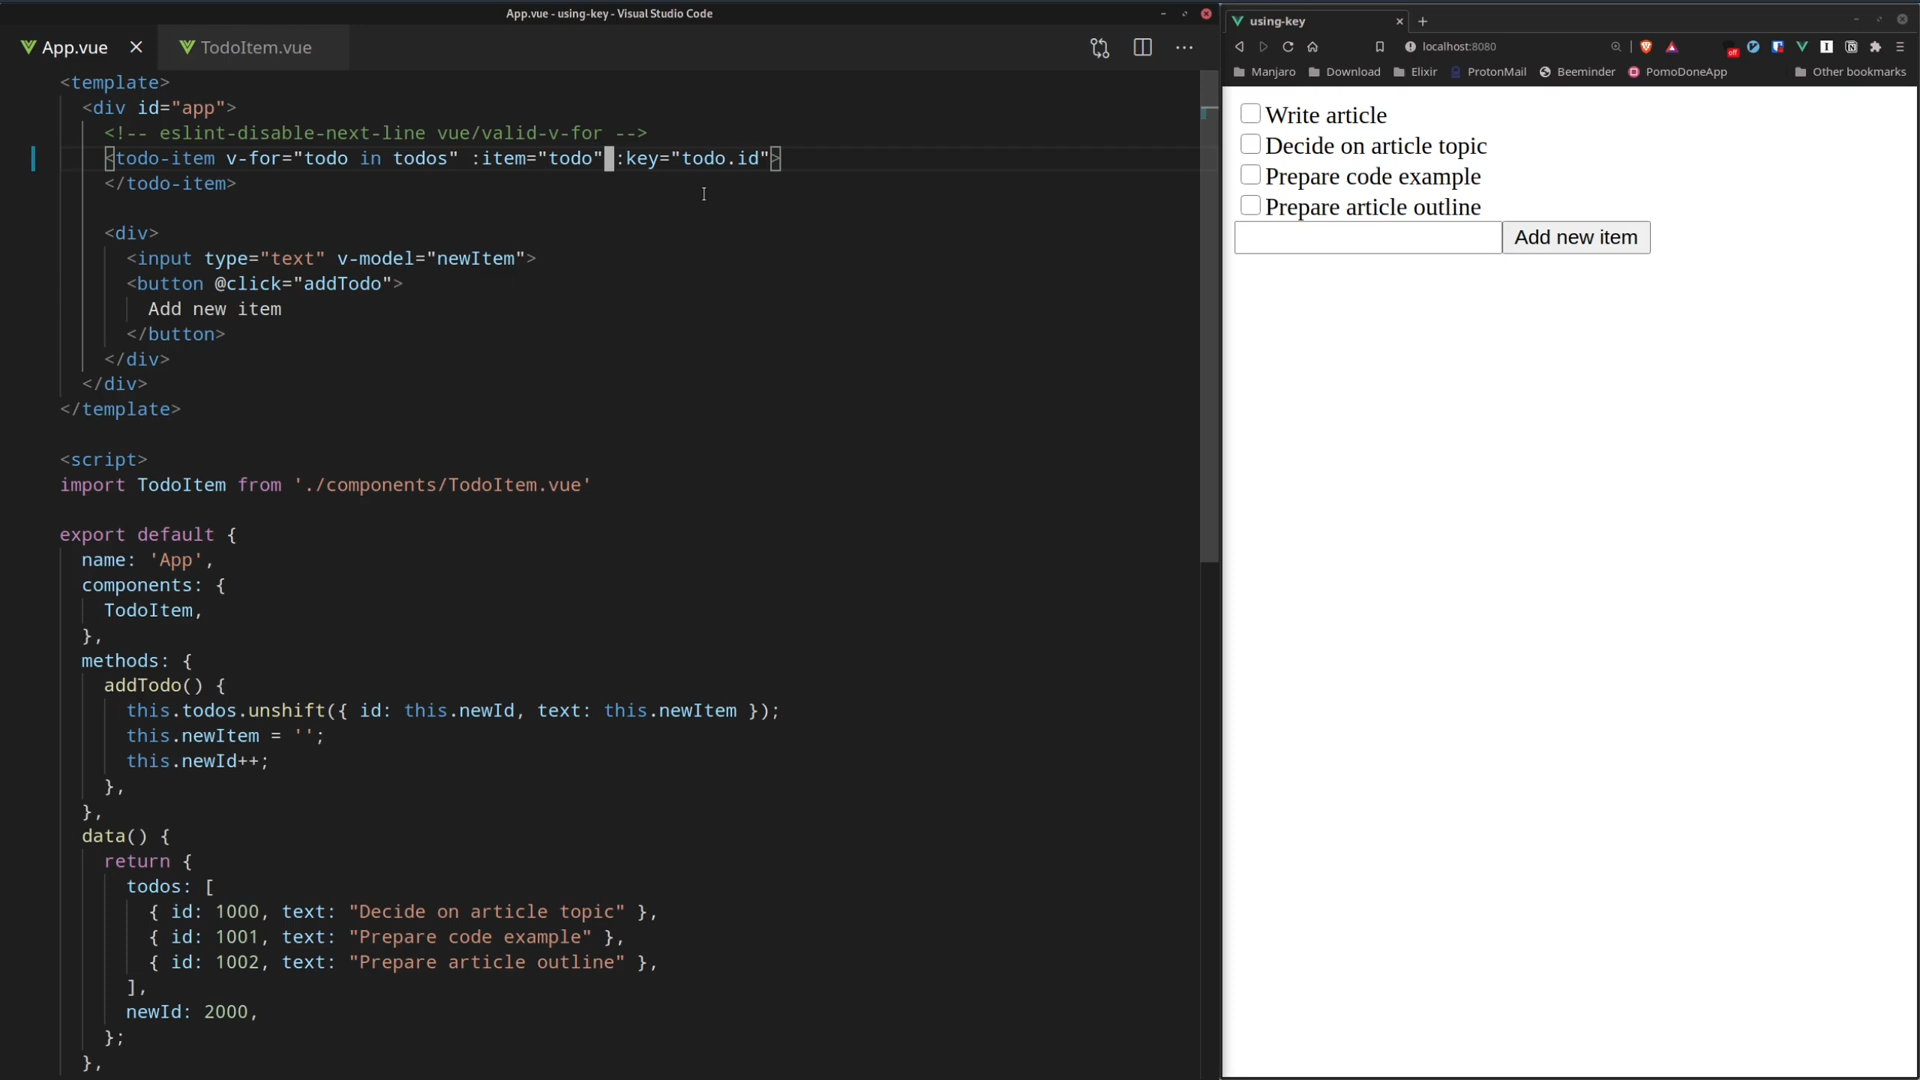 App.vue - using-key - Visual Studio Code
App.vue
TodoItem.vue
<template>
<div id="app">
<!-- eslint-disable-next-line vue/valid-v-for -->
<todo-item v-for="todo in todos" :item="todo" :key="todo.id">
</todo-item>
<div>
<input type="text" v-model="newItem">
<button @click="addTodo">
Add new item
</button>
</div>
</div>
</template>
<script>
import TodoItem from './components/TodoItem.vue'
export default {
name: 'App',
components: {
TodoItem,
},
methods: {
addTodo() {
this.todos.unshift({ id: this.newId, text: this.newItem });
this.newItem = '';
this.newId++;
},
},
data() {
return {
todos: [
{ id: 1000, text: "Decide on article topic" },
{ id: 1001, text: "Prepare code example" },
{ id: 1002, text: "Prepare article outline" },
],
newId: 2000,
};
},
using-key
localhost:8080
off
Manjaro Download Elixir ProtonMail Beeminder PomoDoneApp Other bookmarks
Write article
Decide on article topic
Prepare code example
Prepare article outline
Add new item